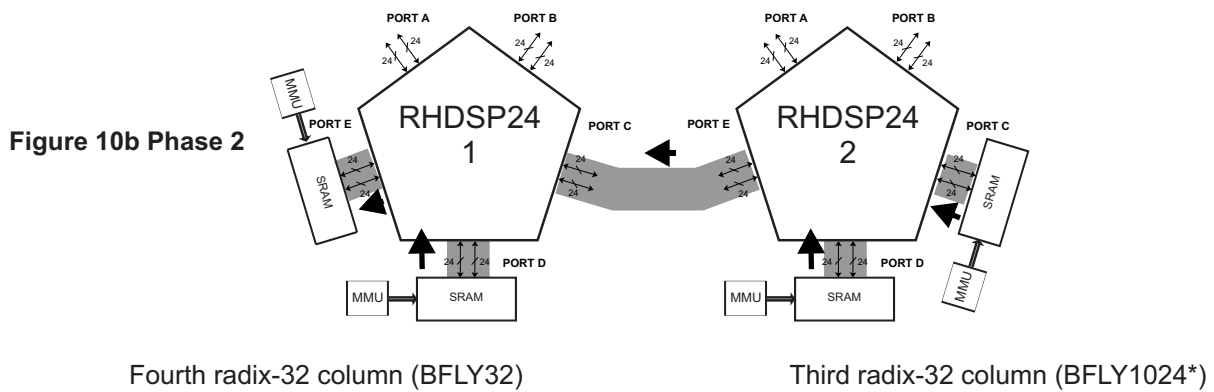 PORT A
PORT B
24
24
24
24
MMU
PORT E
RHDSP24
1
PORT C
24
24
SRAM
24
24
24
24
PORT D
MMU
SRAM
PORT A
PORT B
24
24
24
24
PORT E
RHDSP24
2
PORT C
24
24
24
24
SRAM
24
24
PORT D
MMU
SRAM
MMU
Figure 10b Phase 2
Fourth radix-32 column (BFLY32)
Third radix-32 column (BFLY1024*)